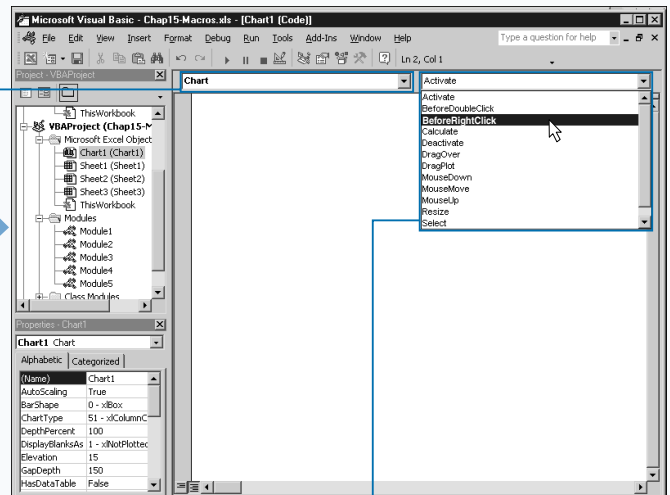 Microsoft Visual Basic - Chap15-Macros.xls - [Chart1 (Code)]
File Edit View Insert Format Debug Run Tools Add-Ins Window Help
Type a question for help
Ln 2, Col 1
Project - VBAProject
Chart
Activate
ThisWorkbook
VBAProject (Chap15-M
Microsoft Excel Object
Chart1 (Chart1)
Sheet1 (Sheet1)
Sheet2 (Sheet2)
Sheet3 (Sheet3)
ThisWorkbook
Modules
Module1
Module2
Module3
Module4
Module5
Class Modules
Activate
BeforeDoubleClick
BeforeRightClick
Calculate
Deactivate
DragOver
DragPlot
MouseDown
MouseMove
MouseUp
Resize
Select
Properties - Chart1
Chart1 Chart
Alphabetic Categorized
(Name) Chart1
AutoScaling True
BarShape 0 - xlBox
ChartType 51 - xlColumnC
DepthPercent 100
DisplayBlanksAs 1 - xlNotPlotted
Elevation 15
GapDepth 150
HasDataTable False